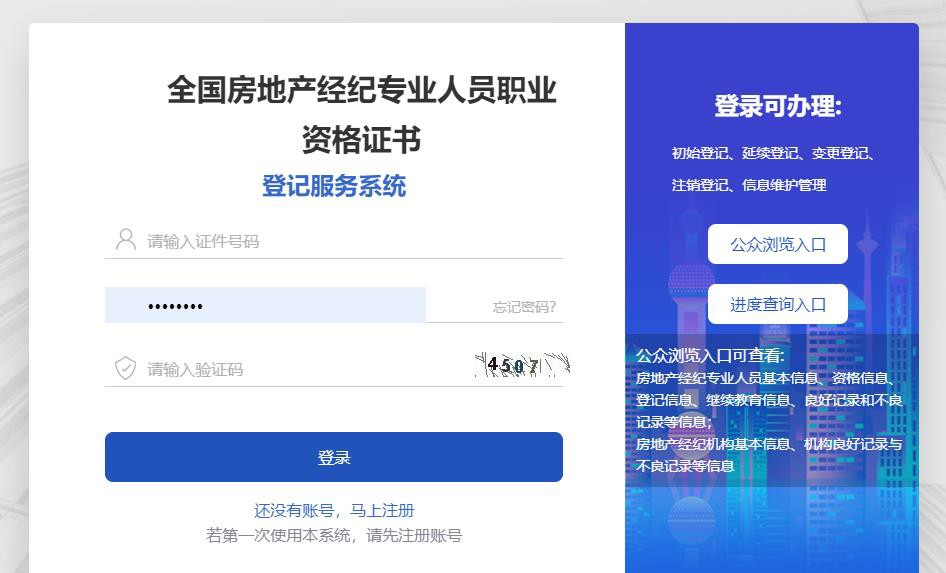 全国房地产经纪专业人员职业
资格证书
登记服务系统
请输入证件号码
••••••••
忘记密码?
请输入验证码
4507
登录
还没有账号，马上注册
若第一次使用本系统，请先注册账号
登录可办理:
初始登记、延续登记、变更登记、
注销登记、信息维护管理
公众浏览入口
进度查询入口
公众浏览入口可查看:
房地产经纪专业人员基本信息、资格信息、
登记信息、继续教育信息、良好记录和不良
记录等信息；
房地产经纪机构基本信息、机构良好记录与
不良记录等信息